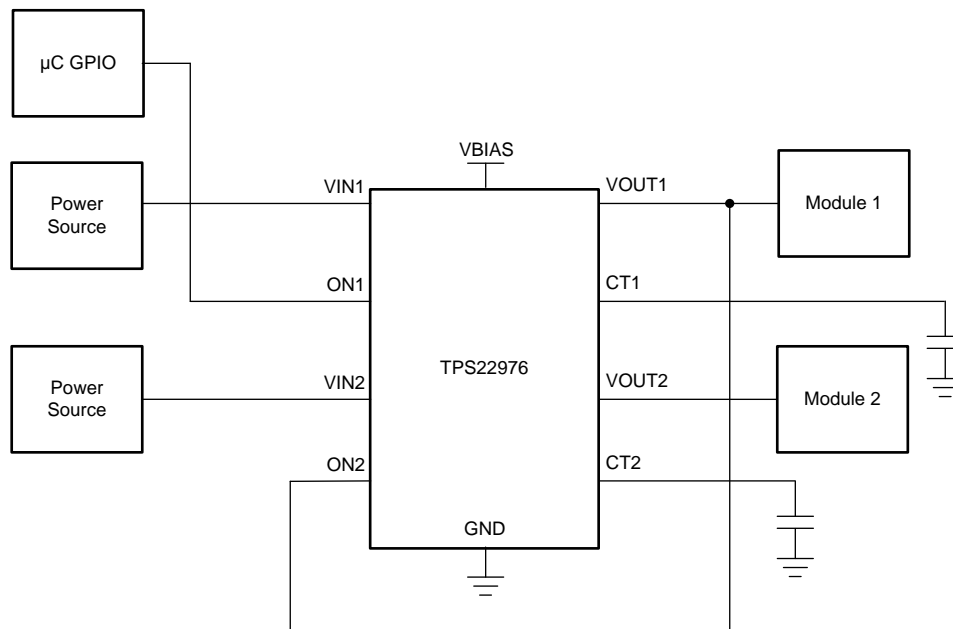 µC GPIO
VBIAS
VIN1
VOUT1
Power
Source
Module 1
ON1
CT1
TPS22976
Power
Source
VIN2
VOUT2
Module 2
ON2
CT2
GND